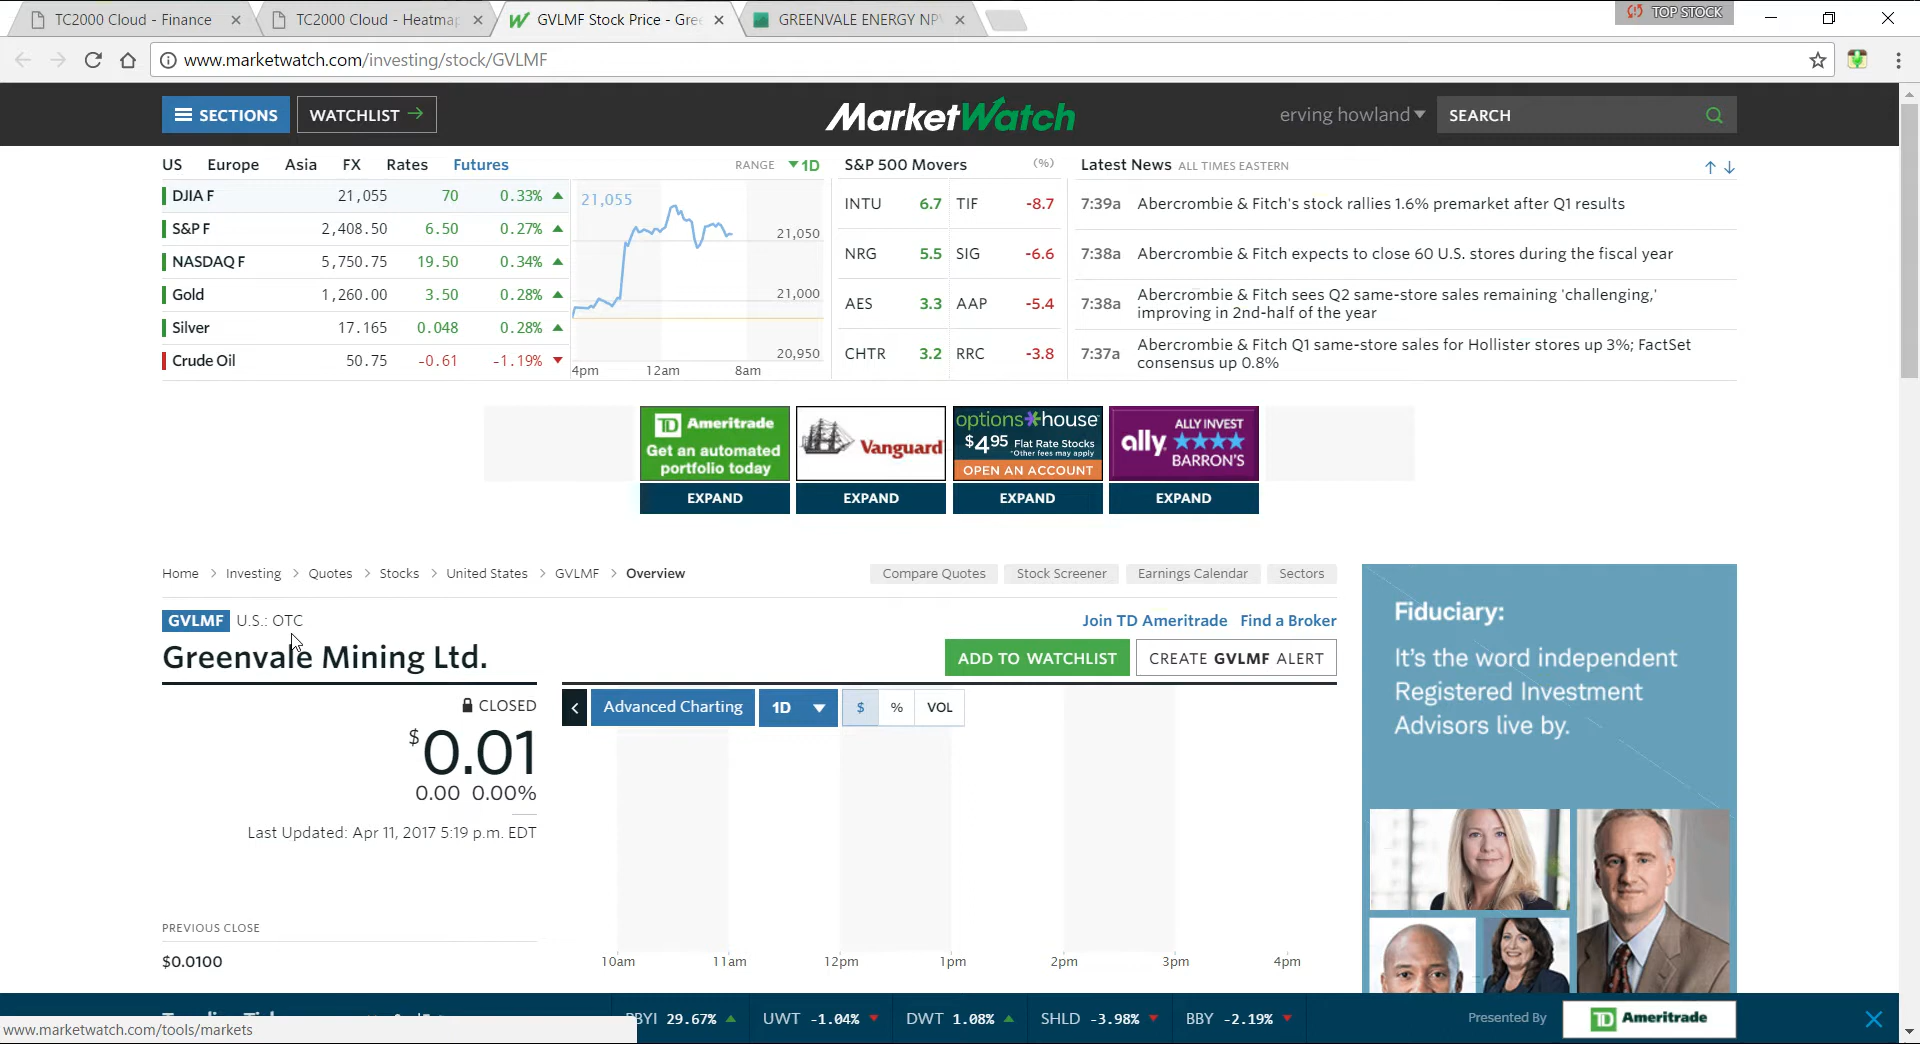 TC2000 Cloud - Finance
TC2000 Cloud - Heatmap
GVLMF Stock Price - Gree
GREENVALE ENERGY NPV
TOP STOCK
www.marketwatch.com/investing/stock/GVLMF
SECTIONS
WATCHLIST
MarketWatch
erving howland
SEARCH
US Europe Asia FX Rates Futures
RANGE 1D
DJIA F 21,055 70 0.33%
S&P F 2,408.50 6.50 0.27%
NASDAQ F 5,750.75 19.50 0.34%
Gold 1,260.00 3.50 0.28%
Silver 17.165 0.048 0.28%
Crude Oil 50.75 -0.61 -1.19%
21,055
21,050
21,000
20,950
4pm 12am 8am
S&P 500 Movers (%)
INTU 6.7 TIF -8.7
NRG 5.5 SIG -6.6
AES 3.3 AAP -5.4
CHTR 3.2 RRC -3.8
Latest News ALL TIMES EASTERN
7:39a Abercrombie & Fitch's stock rallies 1.6% premarket after Q1 results
7:38a Abercrombie & Fitch expects to close 60 U.S. stores during the fiscal year
7:38a Abercrombie & Fitch sees Q2 same-store sales remaining 'challenging,'
improving in 2nd-half of the year
7:37a Abercrombie & Fitch Q1 same-store sales for Hollister stores up 3%; FactSet
consensus up 0.8%
TD Ameritrade
Get an automated
portfolio today
EXPAND
Vanguard
EXPAND
options house
$4.95 Flat Rate Stocks
*Other fees may apply
OPEN AN ACCOUNT
EXPAND
ally
ALLY INVEST
BARRON'S
EXPAND
Home > Investing > Quotes > Stocks > United States > GVLMF > Overview
Compare Quotes
Stock Screener
Earnings Calendar
Sectors
GVLMF U.S.: OTC
Join TD Ameritrade Find a Broker
Greenvale Mining Ltd.
ADD TO WATCHLIST
CREATE GVLMF ALERT
CLOSED
$0.01
0.00 0.00%
Last Updated: Apr 11, 2017 5:19 p.m. EDT
PREVIOUS CLOSE
$0.0100
Advanced Charting
1D
$
%
VOL
10am 11am 12pm 1pm 2pm 3pm 4pm
Fiduciary:
It's the word independent
Registered Investment
Advisors live by.
BBYI 29.67% UWT -1.04% DWT 1.08% SHLD -3.98% BBY -2.19%
Presented By
TD Ameritrade
www.marketwatch.com/tools/markets